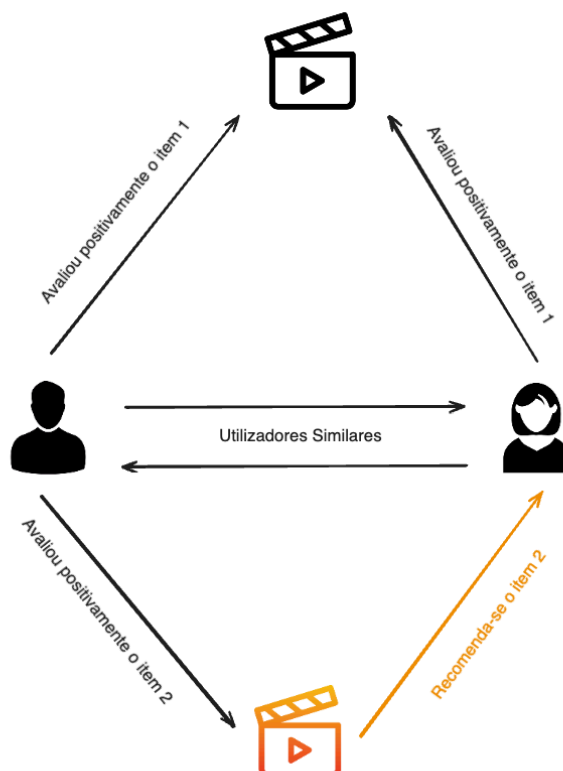 Avaliou positivamente o item 1
Avaliou positivamente o item 1
Utilizadores Similares
Avaliou positivamente o item 2
Recomenda-se o item 2